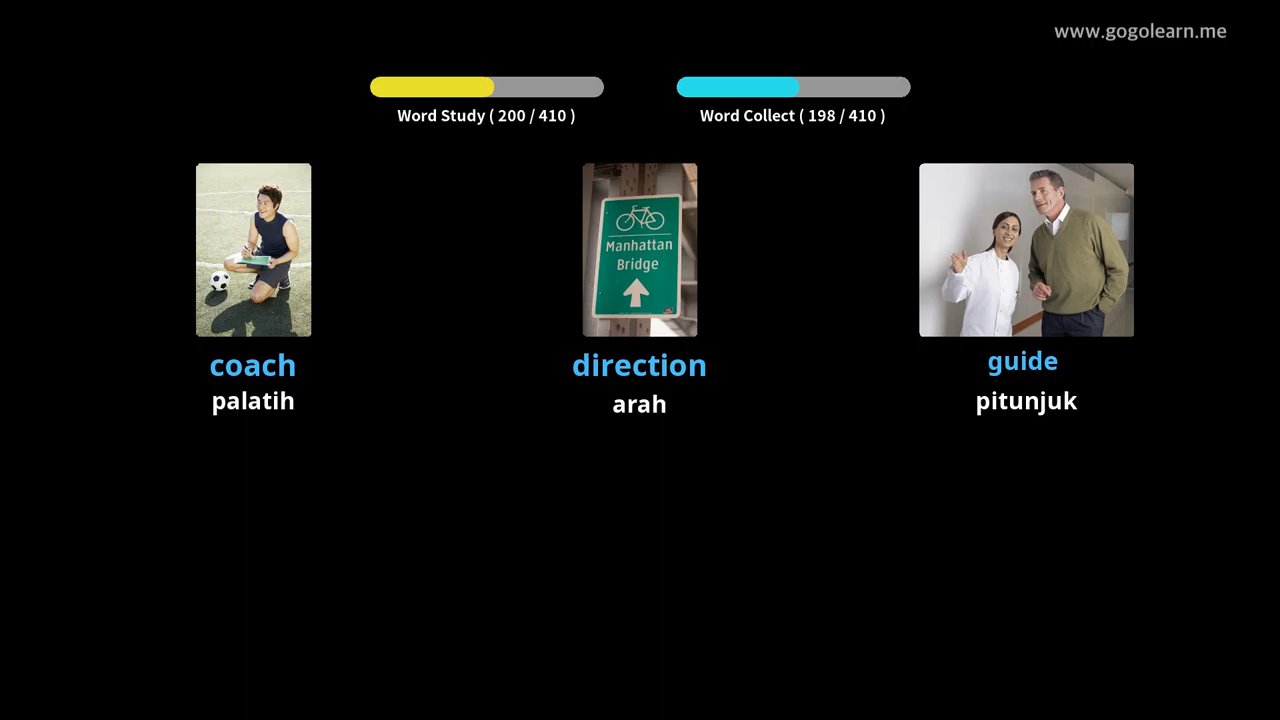 www.gogolearn.me
Word Study ( 200 / 410 )
Word Collect ( 198 / 410 )
Manhattan
Bridge
coach
palatih
direction
arah
guide
pitunjuk